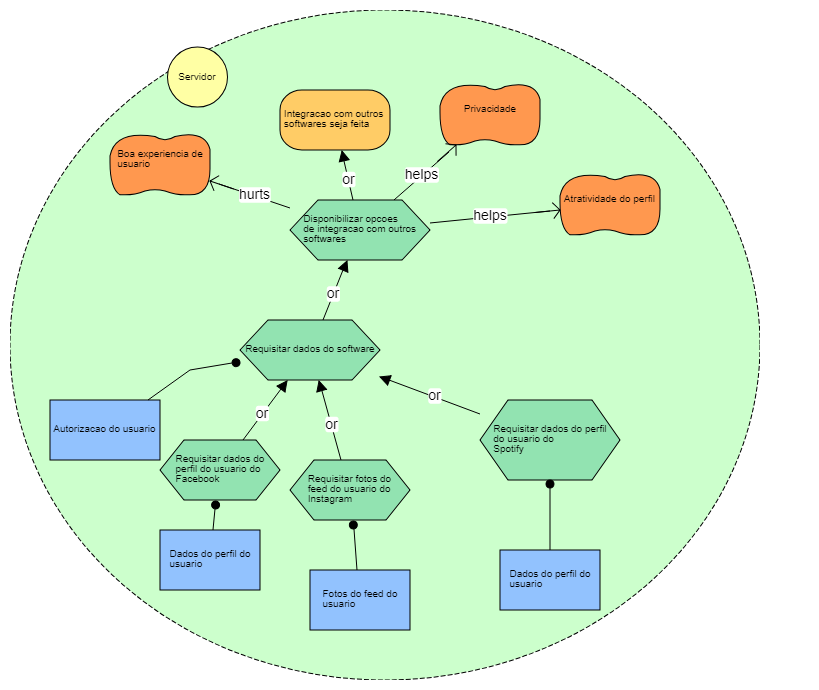 Servidor
Integracao com outros
softwares seja feita
Privacidade
Boa experiencia de
usuario
or
helps
hurts
Atratividade do perfil
helps
Disponibilizar opcoes
de integracao com outros
softwares
or
Requisitar dados do software
or
or
or
Autorizacao do usuario
Requisitar dados do
perfil do usuario do
Facebook
Requisitar fotos do
feed do usuario do
Instagram
Requisitar dados do perfil
do usuario do
Spotify
Dados do perfil do
usuario
Fotos do feed do
usuario
Dados do perfil do
usuario